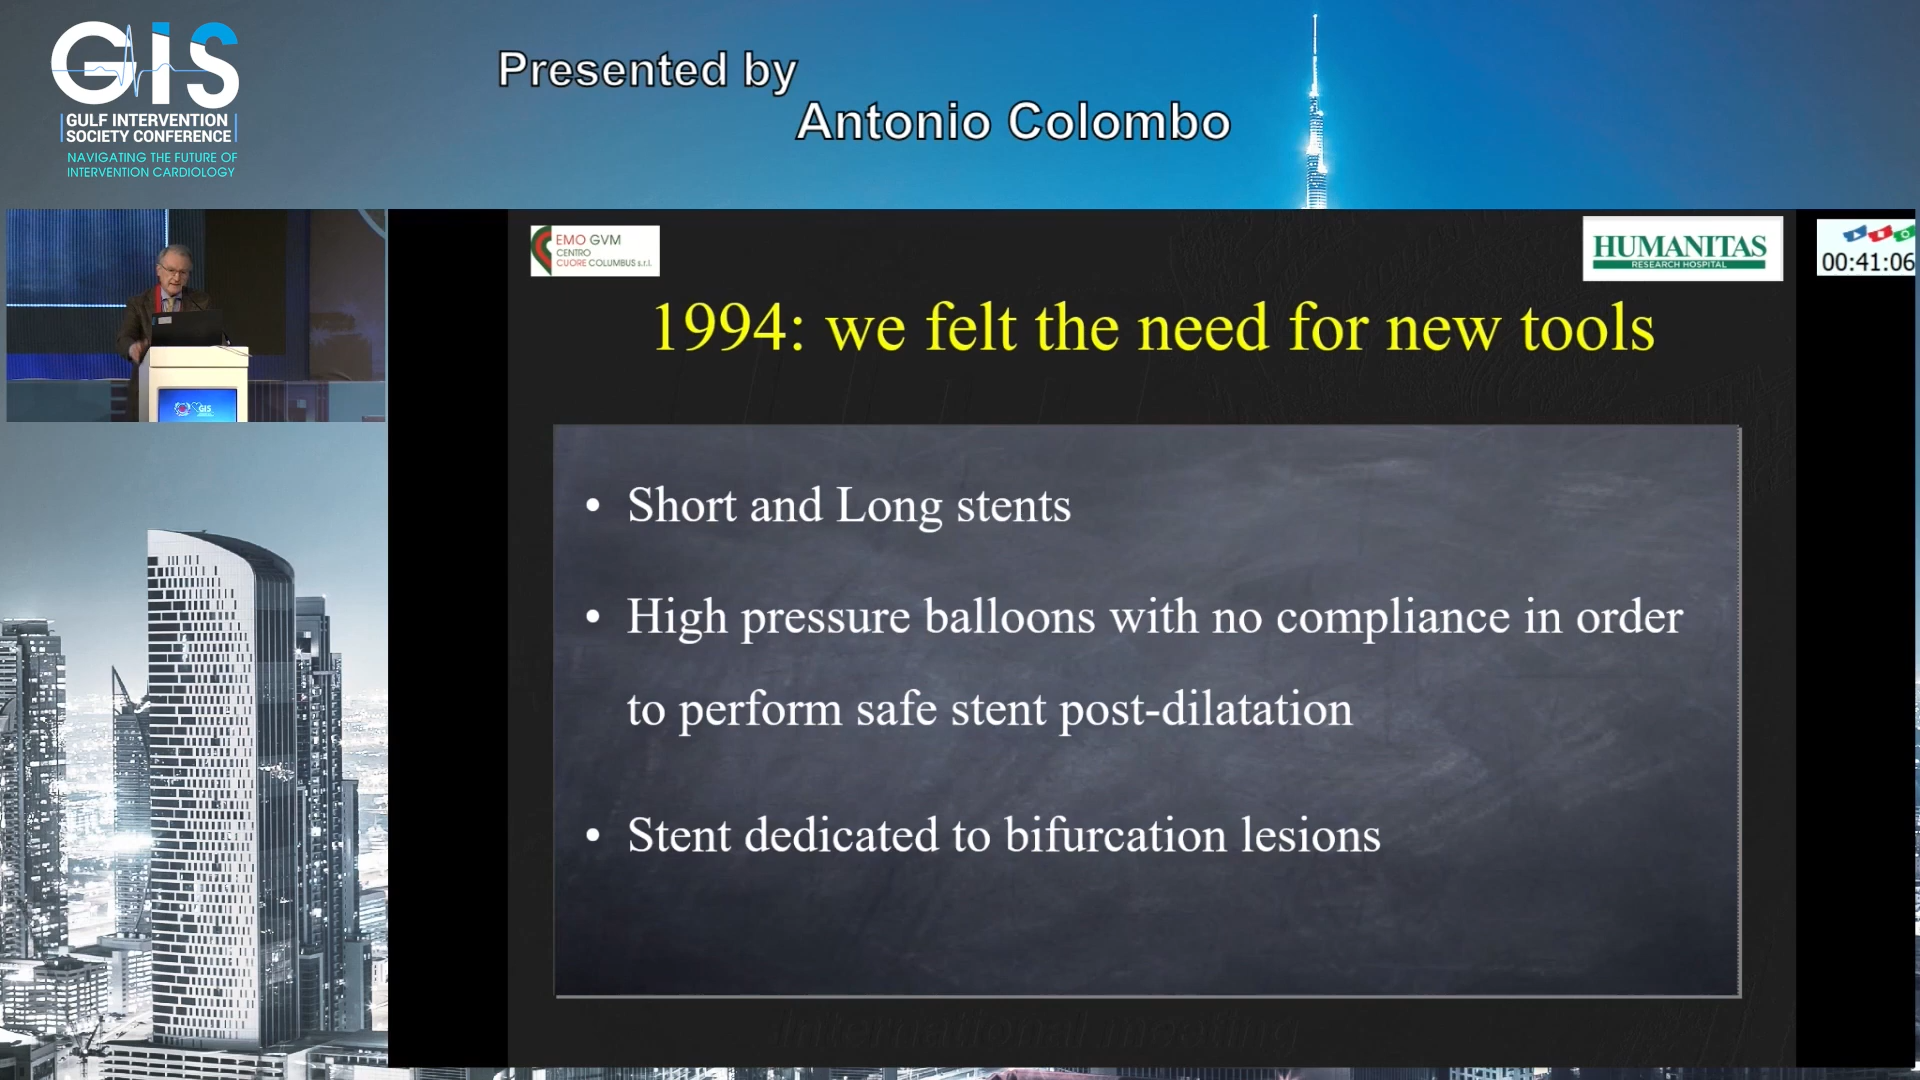 GIS
GULF INTERVENTION
SOCIETY CONFERENCE
NAVIGATING THE FUTURE OF
INTERVENTION CARDIOLOGY
Presented by
Antonio Colombo
EMO GVM
CENTRO
CUORE COLUMBUS s.r.l.
HUMANITAS
RESEARCH HOSPITAL
00:41:06
1994: we felt the need for new tools
• Short and Long stents
• High pressure balloons with no compliance in order
to perform safe stent post-dilatation
• Stent dedicated to bifurcation lesions
International meeting
GIS